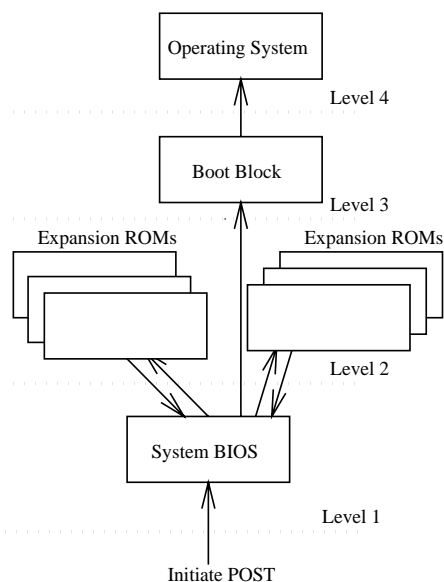 Operating System
Level 4
Boot Block
Level 3
Expansion ROMs
Expansion ROMs
Level 2
System BIOS
Level 1
Initiate POST